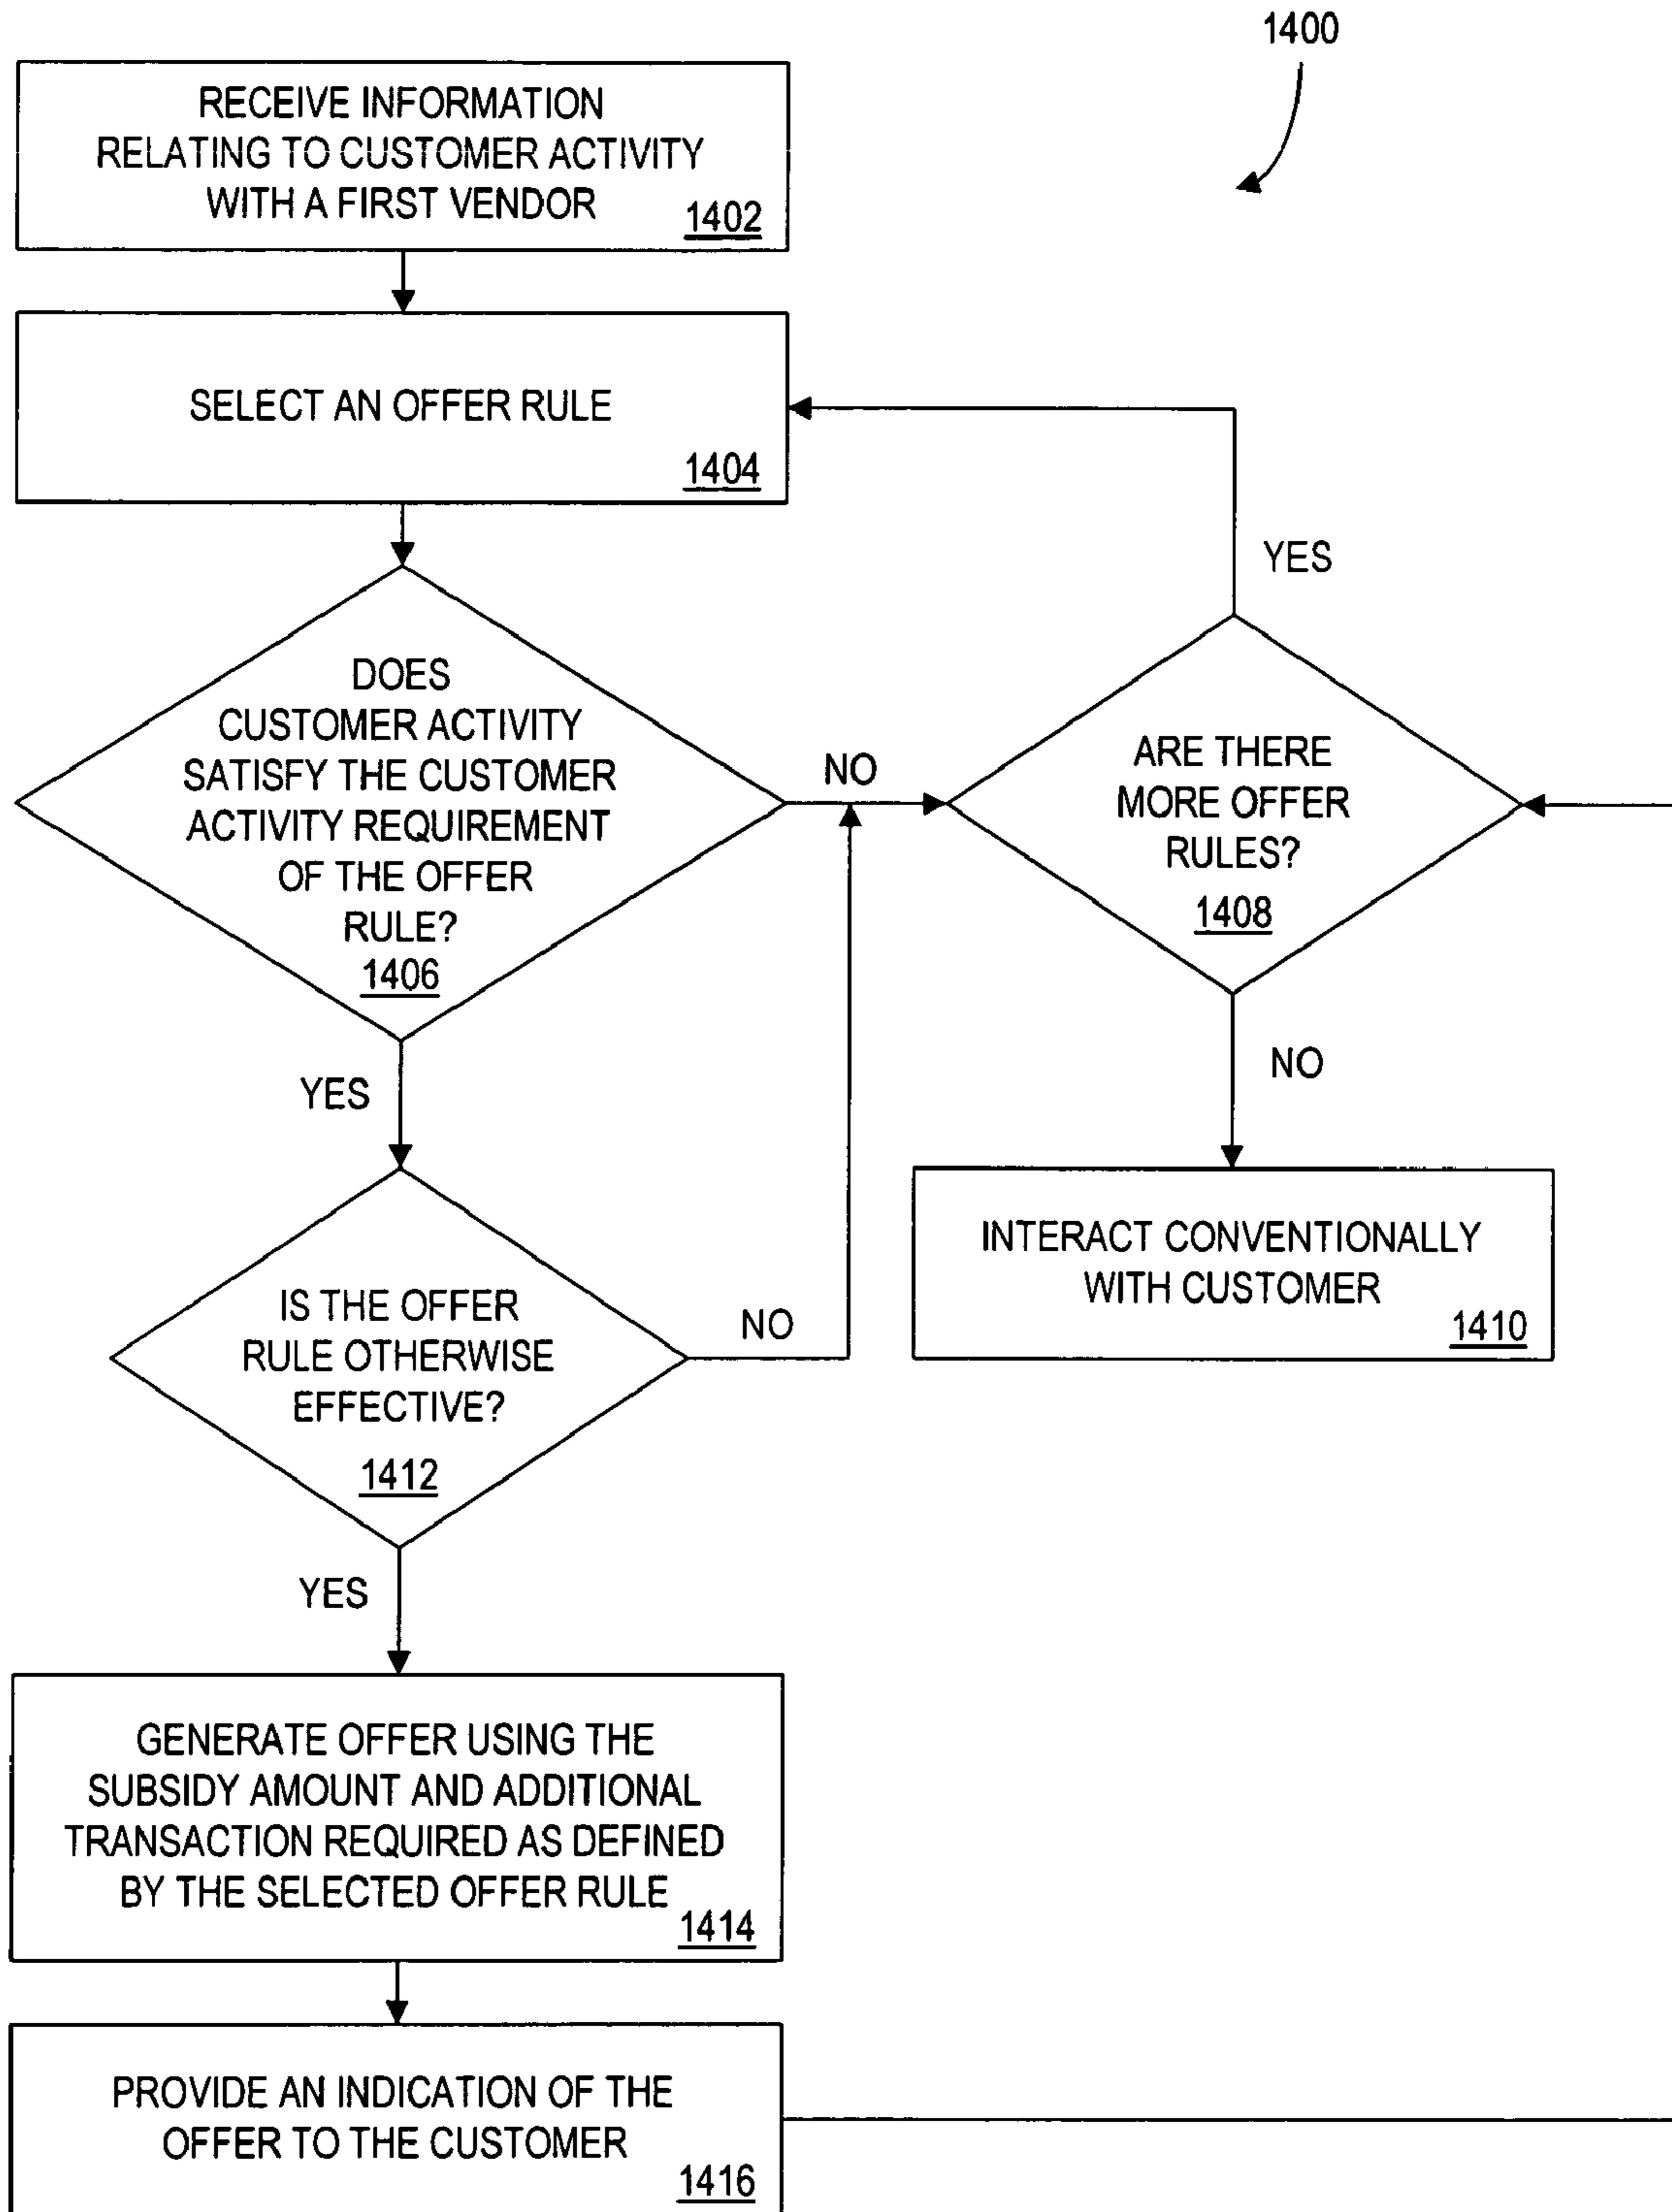 1400
RECEIVE INFORMATION
RELATING TO CUSTOMER ACTIVITY
WITH A FIRST VENDOR
1402
SELECT AN OFFER RULE
1404
YES
DOES
CUSTOMER ACTIVITY
SATISFY THE CUSTOMER
ACTIVITY REQUIREMENT
OF THE OFFER
RULE?
1406
NO
ARE THERE
MORE OFFER
RULES?
1408
YES
NO
INTERACT CONVENTIONALLY
WITH CUSTOMER
1410
IS THE OFFER
RULE OTHERWISE
EFFECTIVE?
1412
NO
YES
GENERATE OFFER USING THE
SUBSIDY AMOUNT AND ADDITIONAL
TRANSACTION REQUIRED AS DEFINED
BY THE SELECTED OFFER RULE
1414
PROVIDE AN INDICATION OF THE
OFFER TO THE CUSTOMER
1416